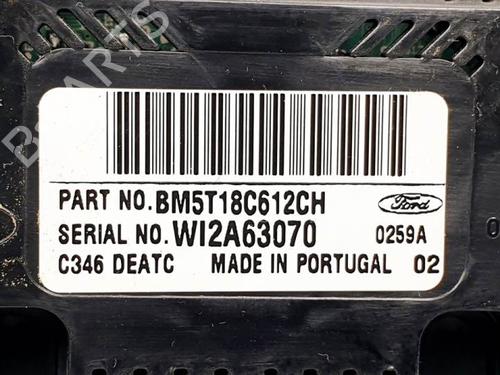 PART NO. BM5T18C612CH
Ford
SERIAL NO. WI2A63070
0259A
C346 DEATC MADE IN PORTUGAL 02